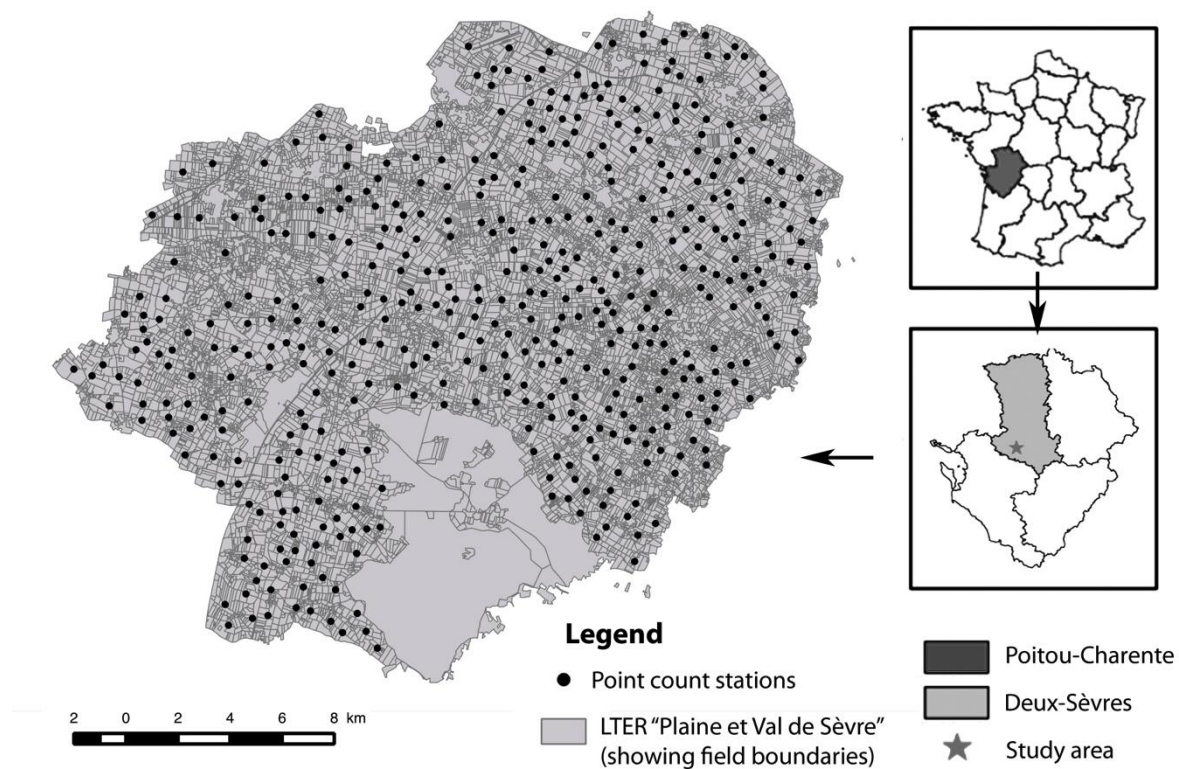 Legend
Point count stations
LTER “Plaine et Val de Sèvre”
(showing field boundaries)
2 0 2 4 6 8 km
Poitou-Charente
Deux-Sèvres
Study area